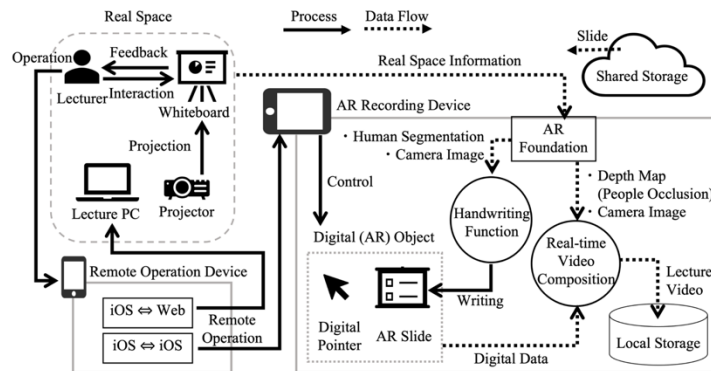 Real Space
Process
Data Flow
Slide
Shared Storage
Operation
Feedback
Lecturer
Interaction
Whiteboard
Real Space Information
Projection
Lecture PC
Projector
AR Recording Device
・Human Segmentation
・Camera Image
AR
Foundation
Control
・Depth Map
(People Occlusion)
・Camera Image
Handwriting
Function
Digital (AR) Object
Real-time
Video
Composition
Lecture
Video
Remote Operation Device
iOS ⇔ Web
iOS ⇔ iOS
Remote
Operation
Digital
Pointer
AR Slide
Writing
Digital Data
Local Storage